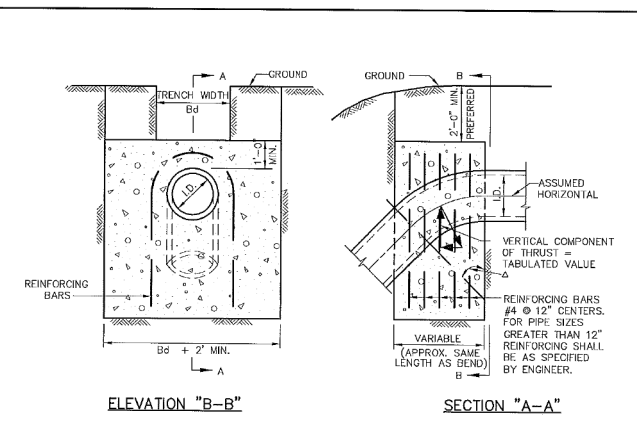 A
GROUND
TRENCH WIDTH
Bd
1'-0"
MIN.
I.D.
REINFORCING
BARS
Bd + 2' MIN.
A
ELEVATION "B-B"
GROUND
B
2'-0" MIN.
PREFERRED
I.D.
ASSUMED
HORIZONTAL
VERTICAL COMPONENT
OF THRUST =
TABULATED VALUE
Δ
REINFORCING BARS
#4 @ 12" CENTERS.
FOR PIPE SIZES
GREATER THAN 12"
REINFORCING SHALL
BE AS SPECIFIED
BY ENGINEER.
VARIABLE
(APPROX. SAME
LENGTH AS BEND)
B
SECTION "A-A"